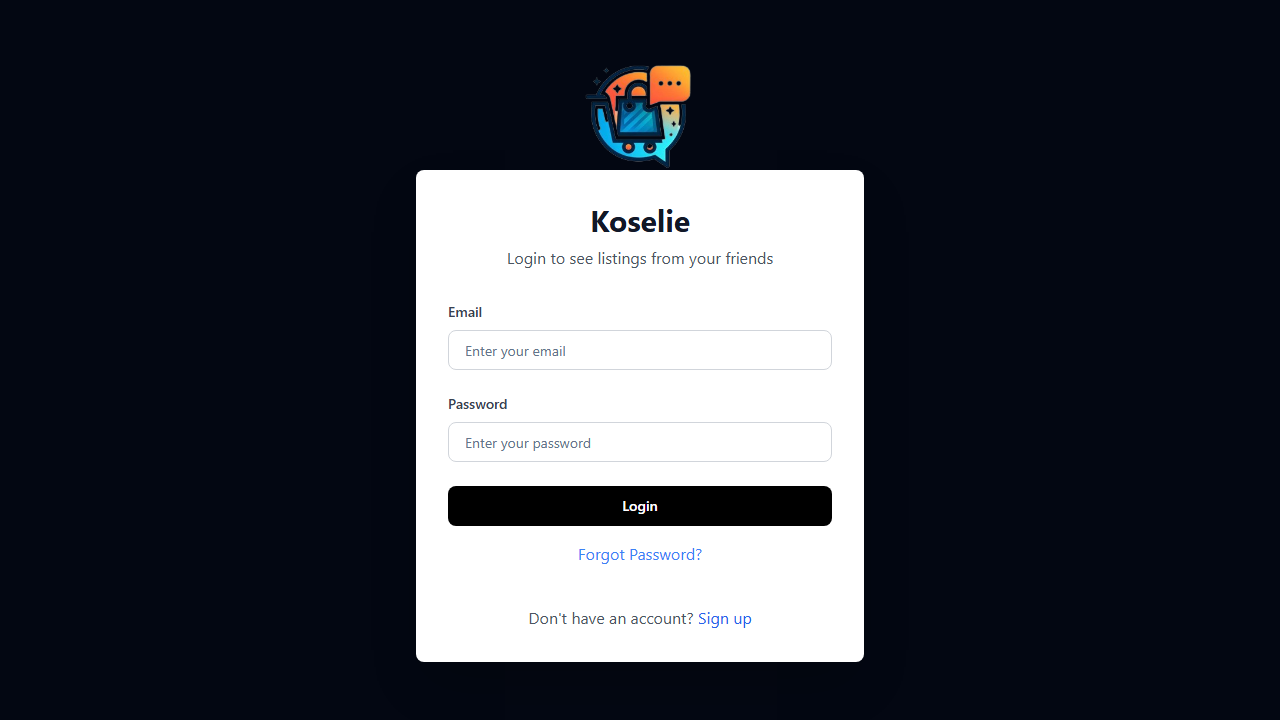 Koselie
Login to see listings from your friends
Email
Enter your email
Password
Enter your password
Login
Forgot Password?
Don't have an account? Sign up